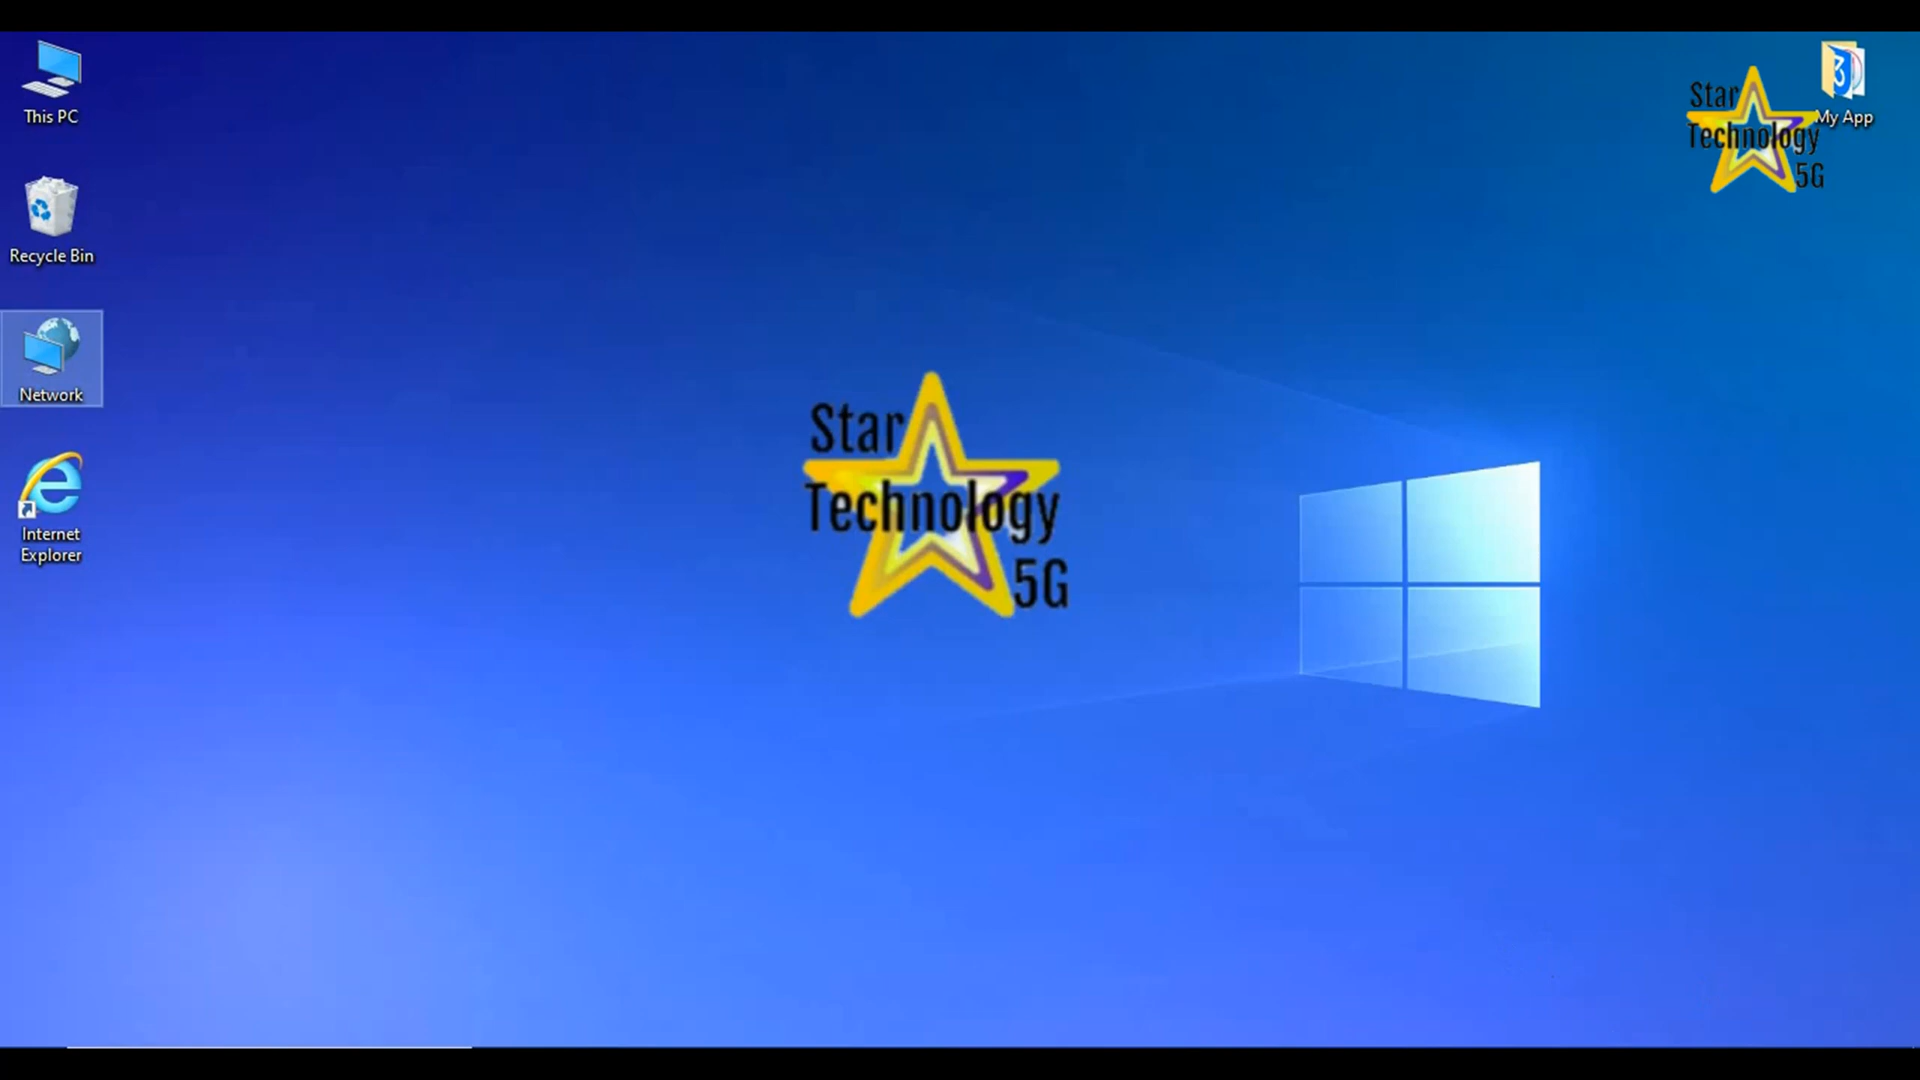 This PC
Recycle Bin
Network
Internet
Explorer
Star
Technology
5G
Star
Technology
5G
My App